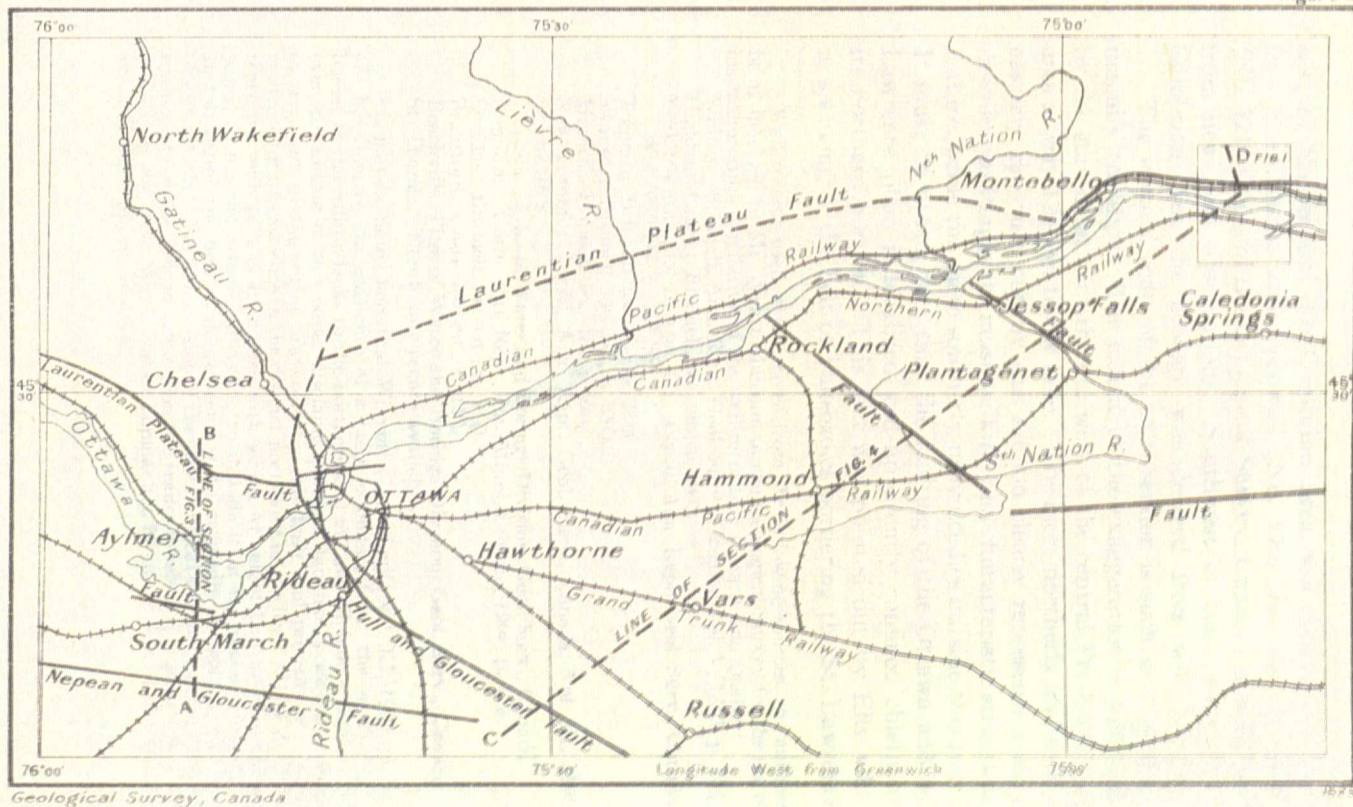 76°00'
75°30'
75°00'
North Wakefield
Lièvre R.
Nth Nation R.
D FIG 1
Montebello
Gatineau R.
Laurentian Plateau Fault
Canadian Pacific Railway
Canadian Northern Railway
Jessop Falls
Fault
Caledonia
Springs
Rockland
Plantagenet
Chelsea
45
30
45°
Laurentian Plateau Fault
Ottawa R.
B
LINE OF SECTION
FIG. 3
Fault
Sth Nation R.
Hammond
OTTAWA
Canadian Pacific Railway
Fault
Aylmer
Hawthorne
LINE OF SECTION FIG. 4
Rideau
Vars
Fault
Grand Trunk Railway
South March
Hull and Gloucester Fault
Nepean and Gloucester Fault
A
Rideau R.
C
Russell
76°00'
75°30'
Longitude West from Greenwich
75°00'
Geological Survey, Canada